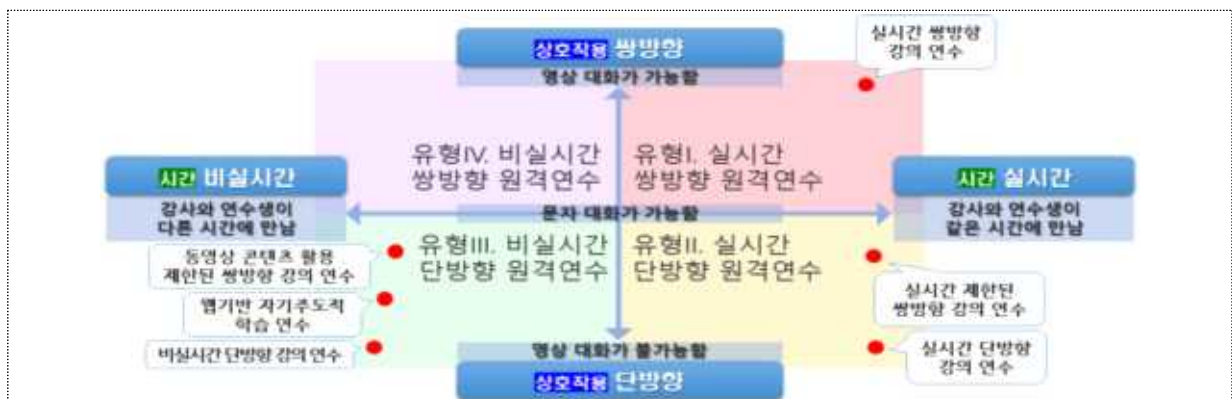 상호작용 쌍방향
영상 대화가 가능함
실시간 쌍방향
강의 연수
유형IV. 비실시간
쌍방향 원격연수
유형I. 실시간
쌍방향 원격연수
시간 비실시간
강사와 연수생이
다른 시간에 만남
문자 대화가 가능함
시간 실시간
강사와 연수생이
같은 시간에 만남
유형III. 비실시간
단방향 원격연수
유형II. 실시간
단방향 원격연수
동영상 콘텐츠 활용
제한된 쌍방향 강의 연수
웹기반 자기주도적
학습 연수
비실시간 단방향 강의 연수
실시간 제한된
쌍방향 강의 연수
실시간 단방향
강의 연수
영상 대화가 불가능함
상호작용 단방향